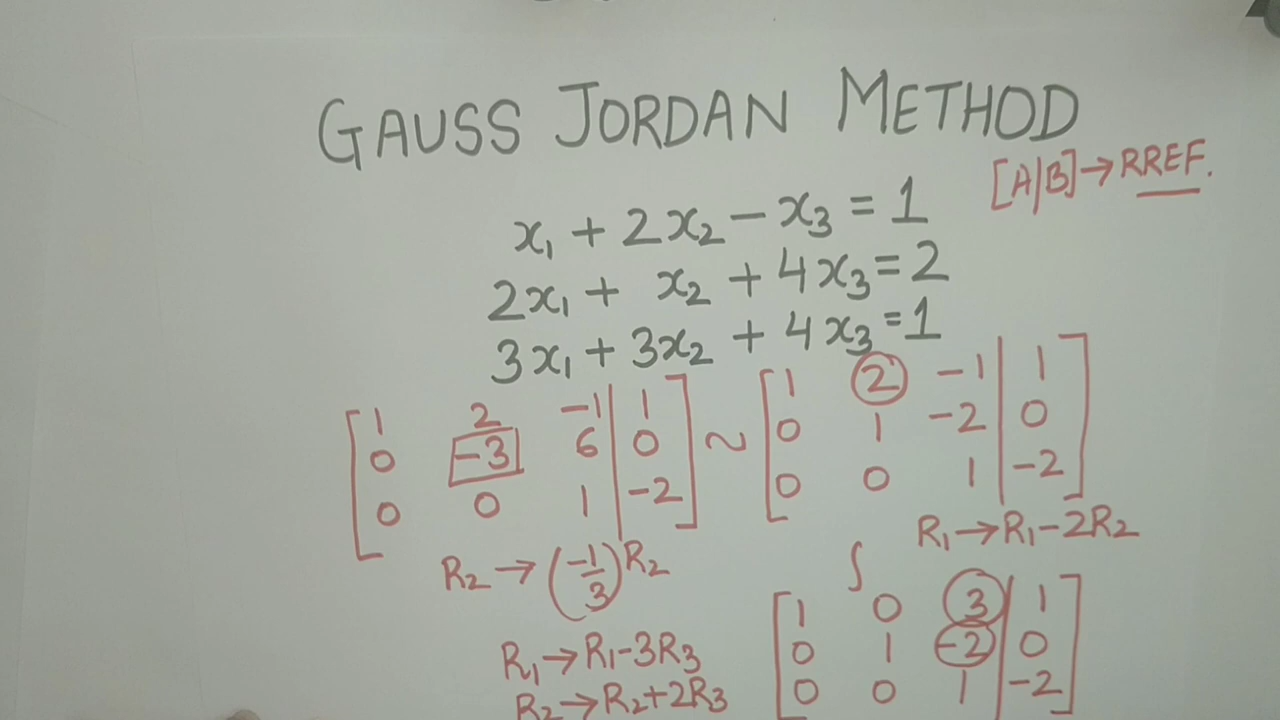 GAUSS JORDAN METHOD
[A|B]→RREF.
x₁ + 2x₂ − x₃ = 1
2x₁ + x₂ + 4x₃ = 2
3x₁ + 3x₂ + 4x₃ = 1
[1 2 −1 | 1] ~ [1 2 −1 | 1]
[0 −3 6 | 0] [0 1 −2 | 0]
[0 0 1 | −2] [0 0 1 | −2]
R₂ → (−1/3)R₂
R₁ → R₁−2R₂
∫
[1 0 3 | 1]
[0 1 −2 | 0]
[0 0 1 | −2]
R₁ → R₁−3R₃
R₂ → R₂+2R₃